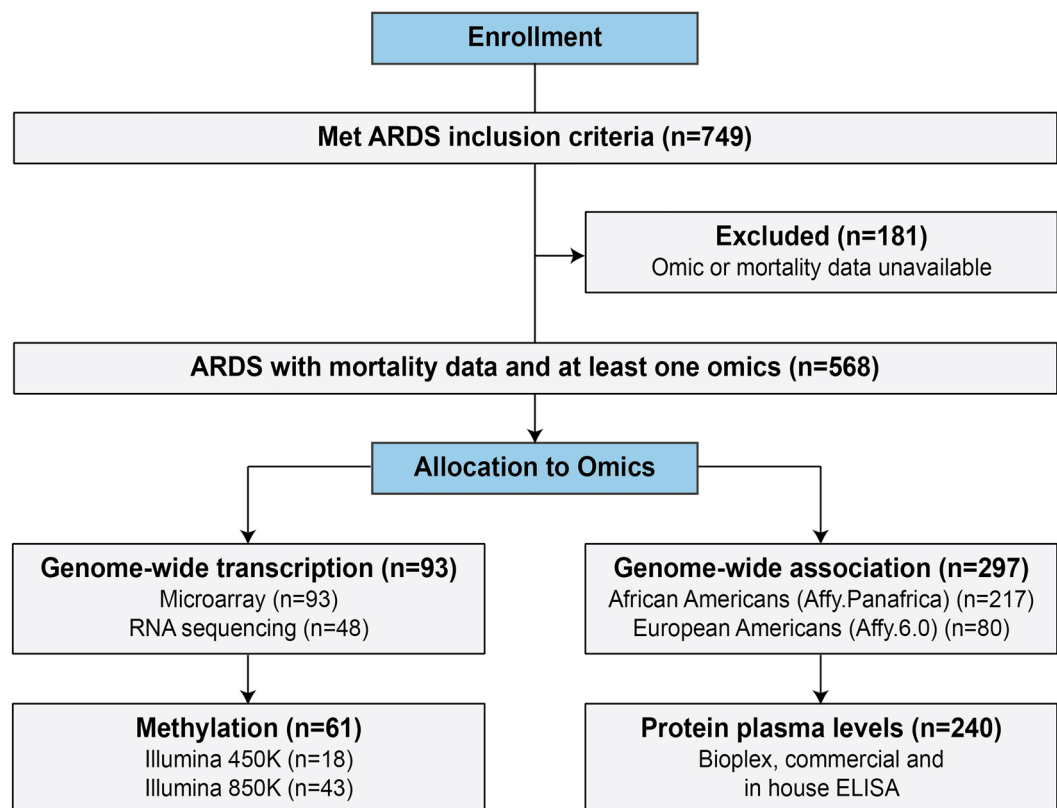 Enrollment
Met ARDS inclusion criteria (n=749)
Excluded (n=181)
Omic or mortality data unavailable
ARDS with mortality data and at least one omics (n=568)
Allocation to Omics
Genome-wide transcription (n=93)
Microarray (n=93)
RNA sequencing (n=48)
Genome-wide association (n=297)
African Americans (Affy.Panafrica) (n=217)
European Americans (Affy.6.0) (n=80)
Methylation (n=61)
Illumina 450K (n=18)
Illumina 850K (n=43)
Protein plasma levels (n=240)
Bioplex, commercial and
in house ELISA